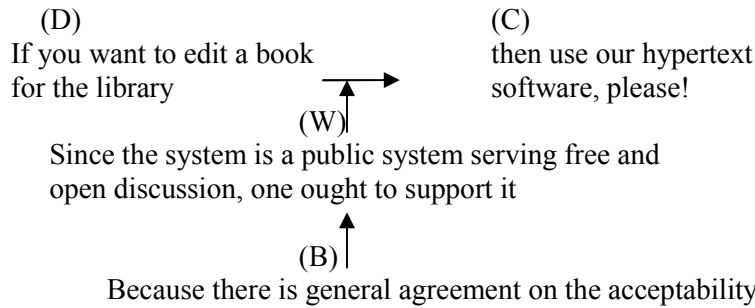 (D) (C)
If you want to edit a book then use our hypertext
for the library software, please!
(W)
Since the system is a public system serving free and
open discussion, one ought to support it
(B)
Because there is general agreement on the acceptability